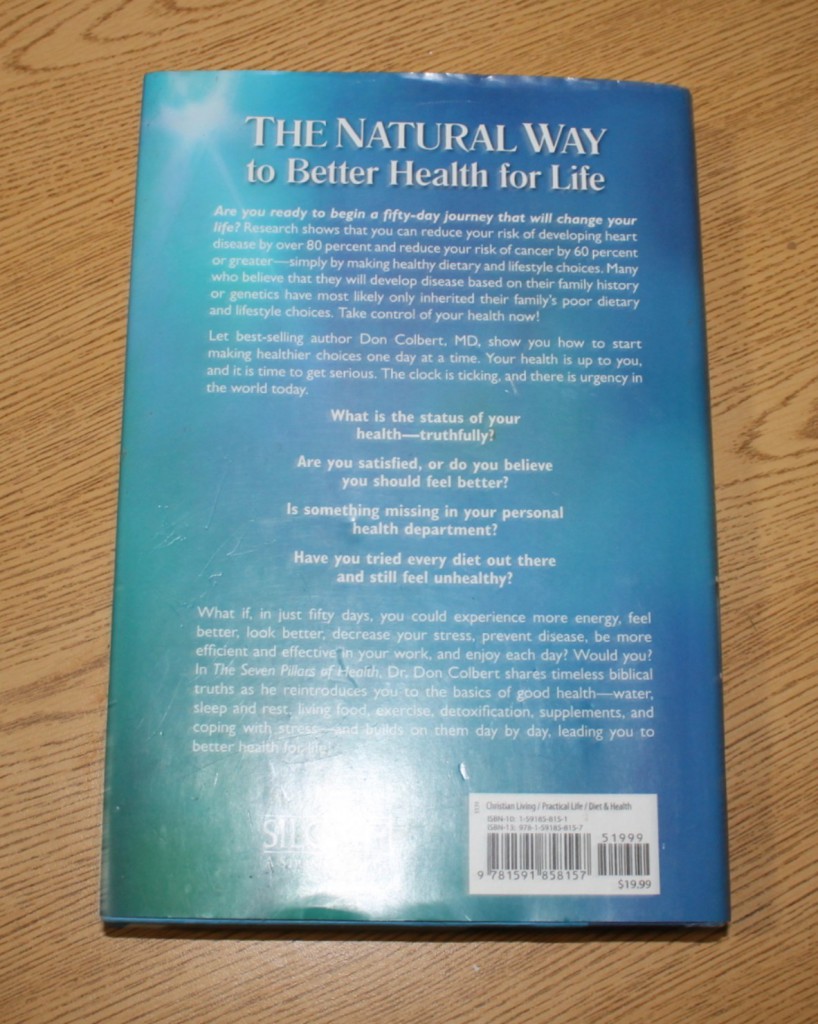 THE NATURAL WAY
to Better Health for Life
Are you ready to begin a fifty-day journey that will change your
life? Research shows that you can reduce your risk of developing heart
disease by over 80 percent and reduce your risk of cancer by 60 percent
or greater—simply by making healthy dietary and lifestyle choices. Many
who believe that they will develop disease based on their family history
or genetics have most likely only inherited their family's poor dietary
and lifestyle choices. Take control of your health now!
Let best-selling author Don Colbert, MD, show you how to start
making healthier choices one day at a time. Your health is up to you,
and it is time to get serious. The clock is ticking, and there is urgency in
the world today.
What is the status of your
health—truthfully?
Are you satisfied, or do you believe
you should feel better?
Is something missing in your personal
health department?
Have you tried every diet out there
and still feel unhealthy?
What if, in just fifty days, you could experience more energy, feel
better, look better, decrease your stress, prevent disease, be more
efficient and effective in your work, and enjoy each day? Would you?
In The Seven Pillars of Health, Dr. Don Colbert shares timeless biblical
truths as he reintroduces you to the basics of good health—water,
sleep and rest, living food, exercise, detoxification, supplements, and
coping with stress—and builds on them day by day, leading you to
better health for life!
Christian Living / Practical Life / Diet & Health
ISBN-10: 1-59185-815-1
ISBN-13: 978-1-59185-815-7
51999
9 781591 858157
$19.99